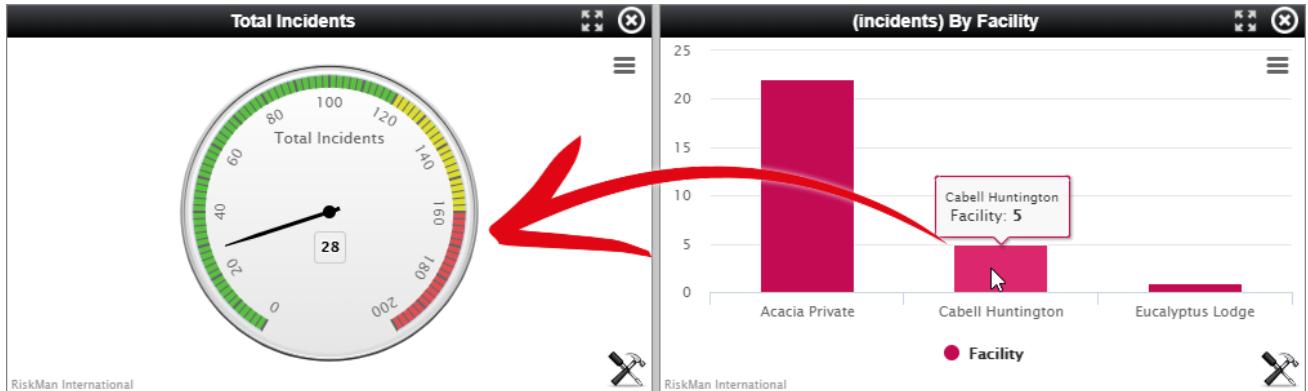 Total Incidents
0
20
40
60
80
100
120
140
160
180
200
Total Incidents
28
RiskMan International
(incidents) By Facility
25
20
15
10
5
0
Cabell Huntington
Facility: 5
Acacia Private
Cabell Huntington
Eucalyptus Lodge
Facility
RiskMan International